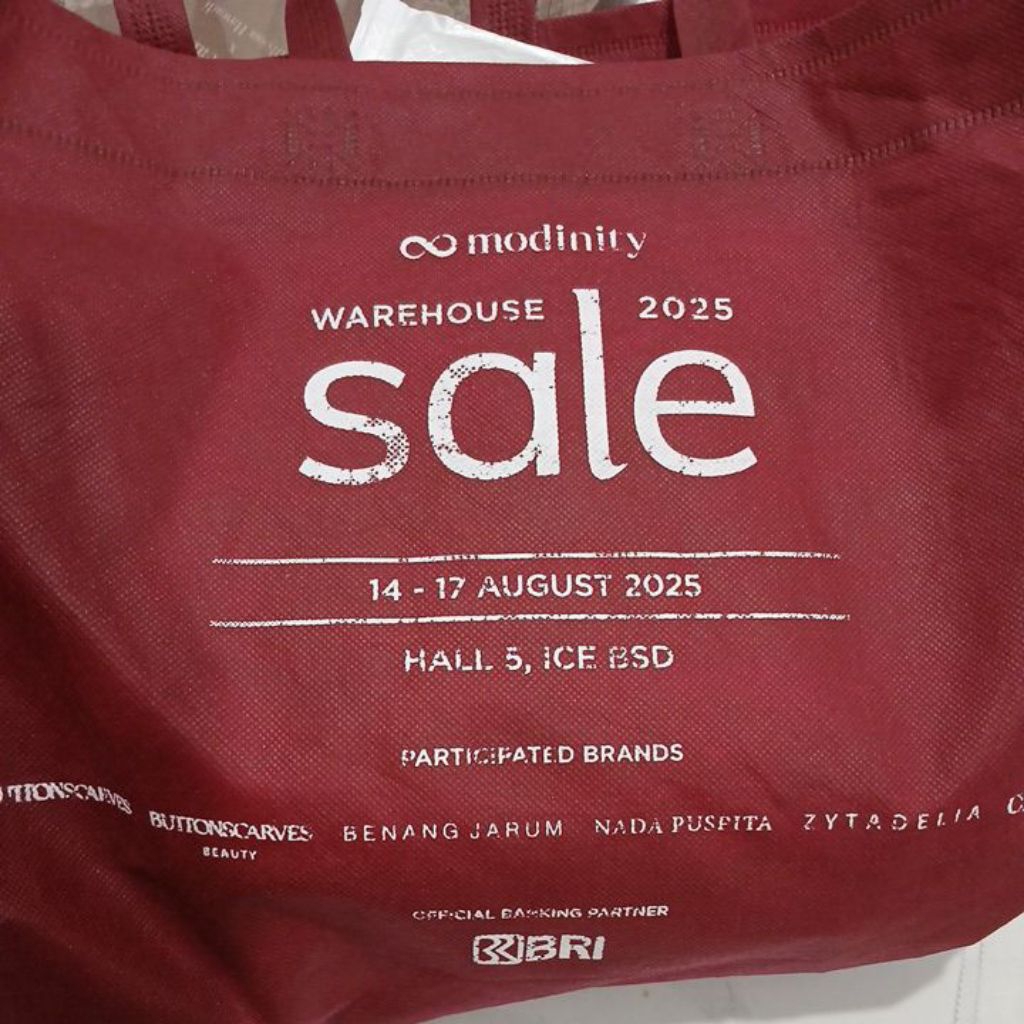 modinity
WAREHOUSE 2025
sale
14 - 17 AUGUST 2025
HALL 5, ICE BSD
PARTICIPATED BRANDS
BUTTONSCARVES BENANG JARUM NADA PUSPITA ZYTADELIA
BEAUTY
OFFICIAL BANKING PARTNER
BRI